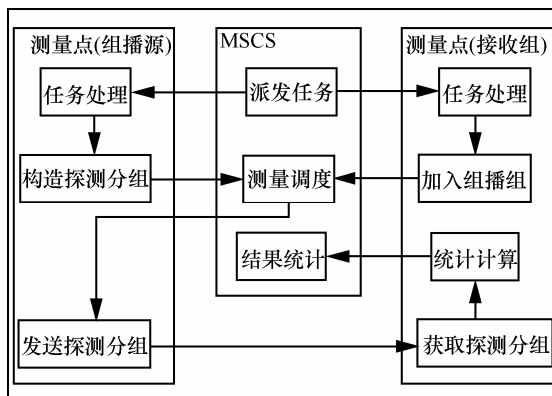 测量点(组播源)
任务处理
构造探测分组
发送探测分组
MSCS
派发任务
测量调度
结果统计
测量点(接收组)
任务处理
加入组播组
统计计算
获取探测分组